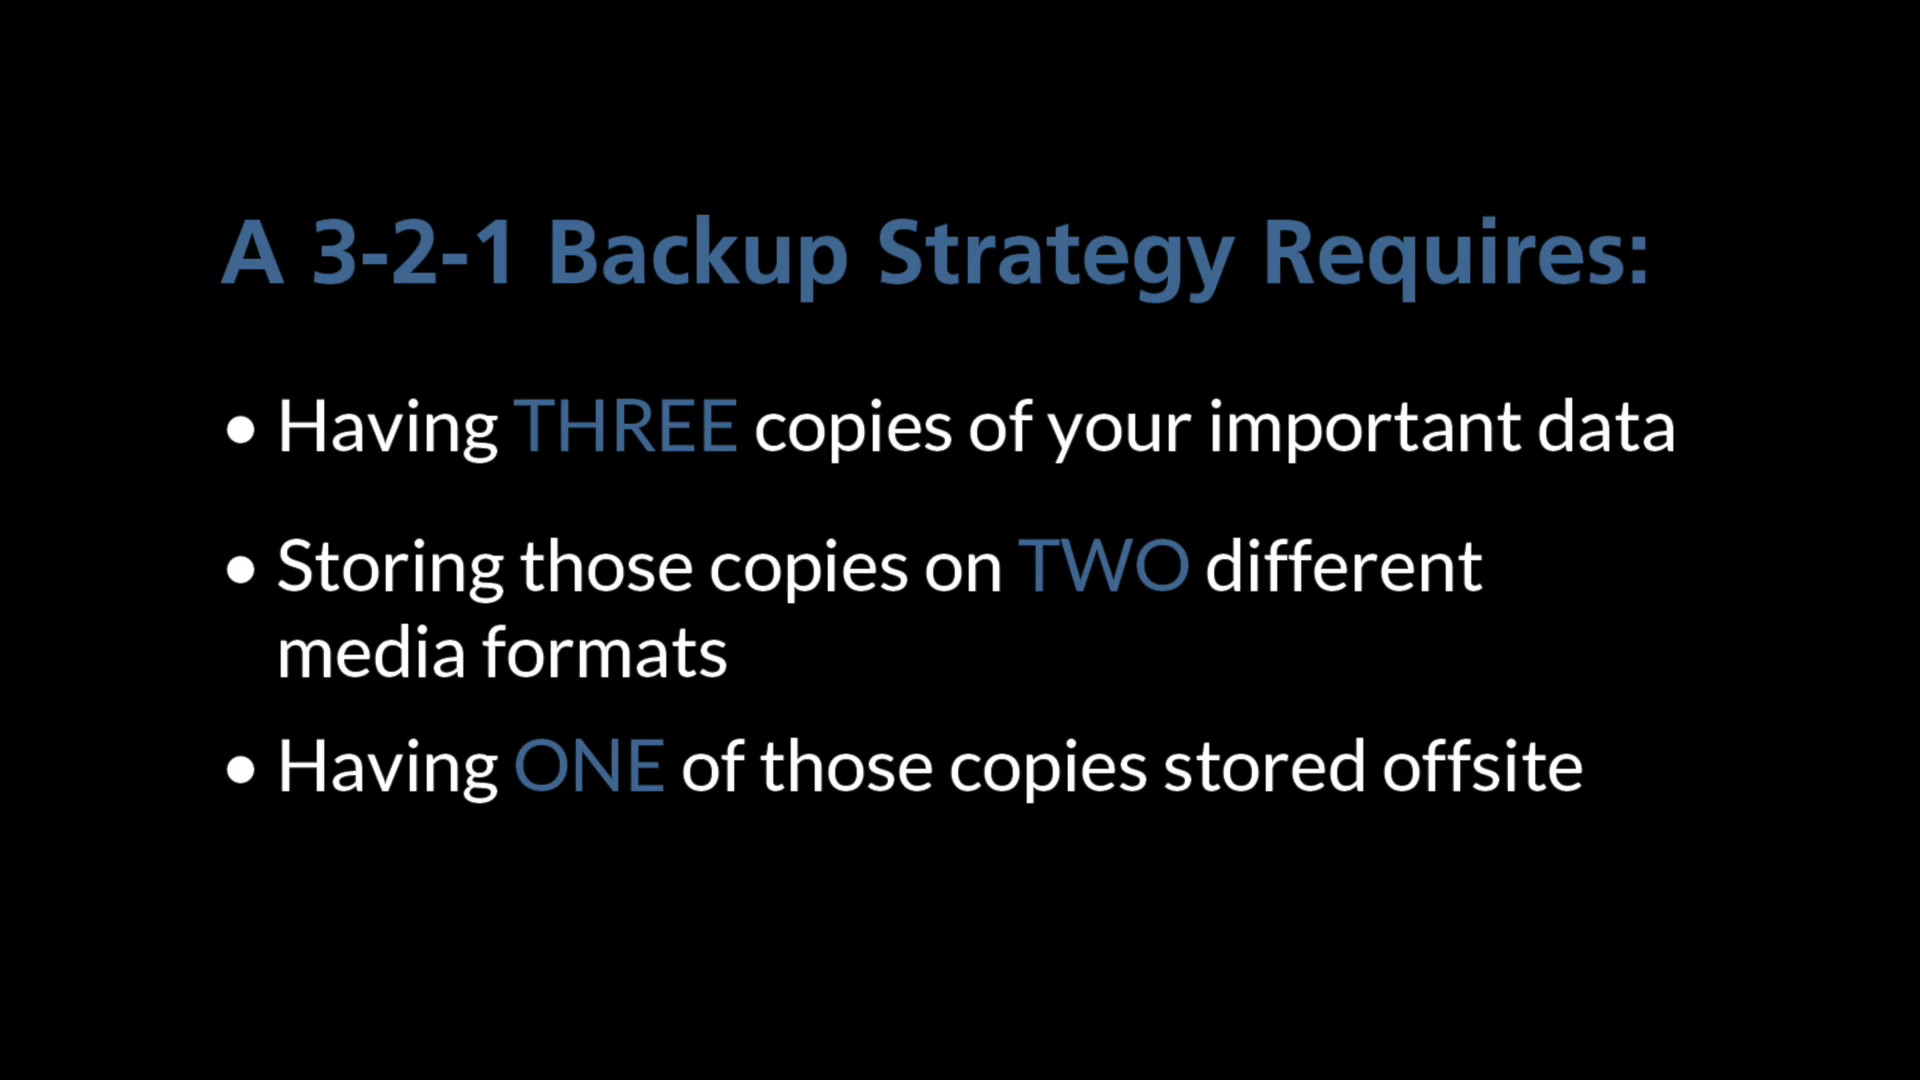 A 3-2-1 Backup Strategy Requires:
• Having THREE copies of your important data
• Storing those copies on TWO different
media formats
• Having ONE of those copies stored offsite